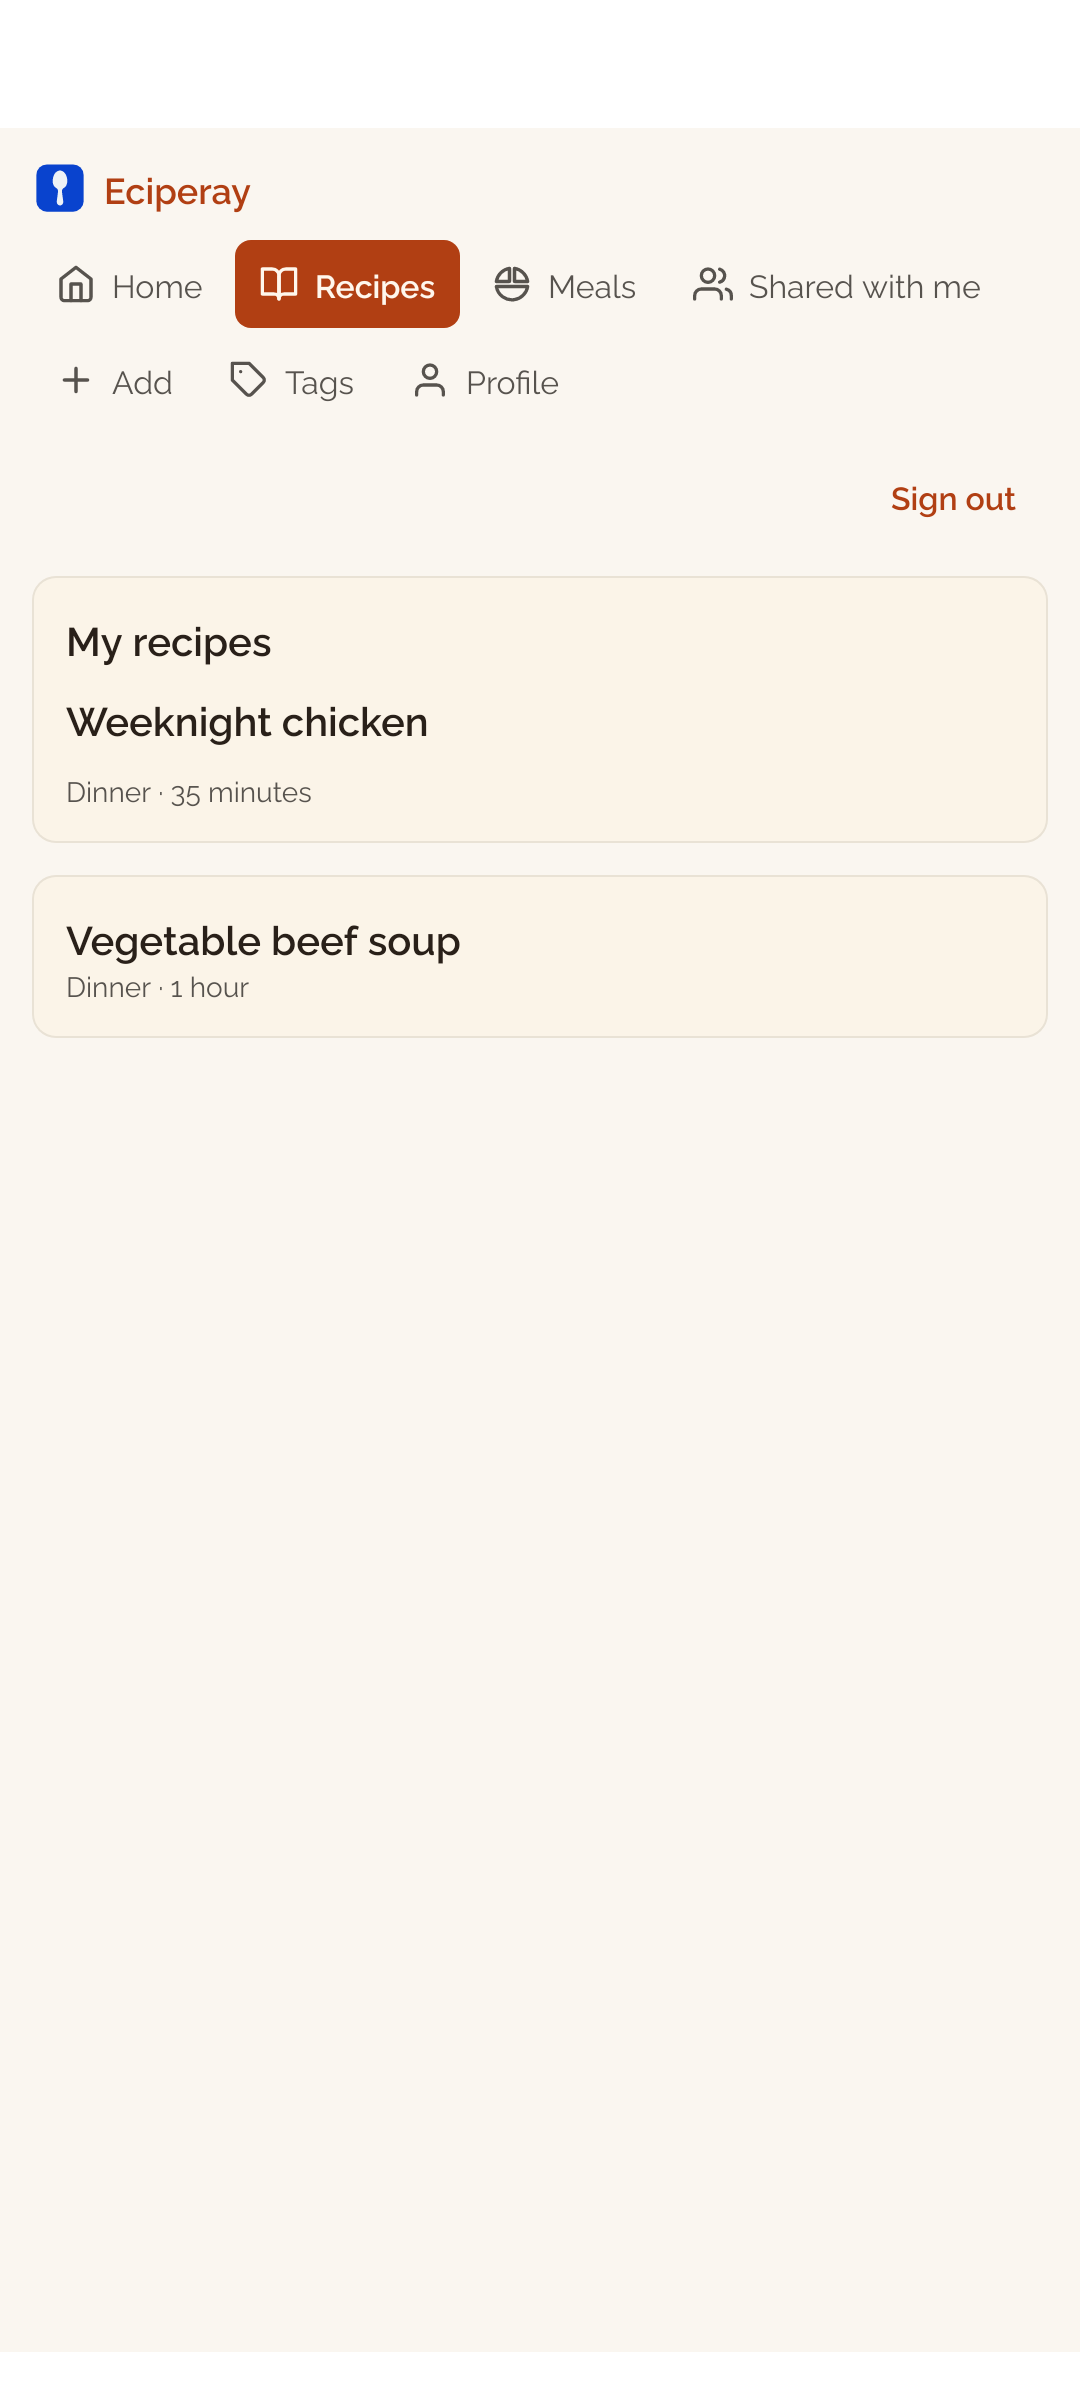 Eciperay
Home Recipes Meals Shared with me
Add Tags Profile
Sign out
My recipes
Weeknight chicken
Dinner · 35 minutes
Vegetable beef soup
Dinner · 1 hour